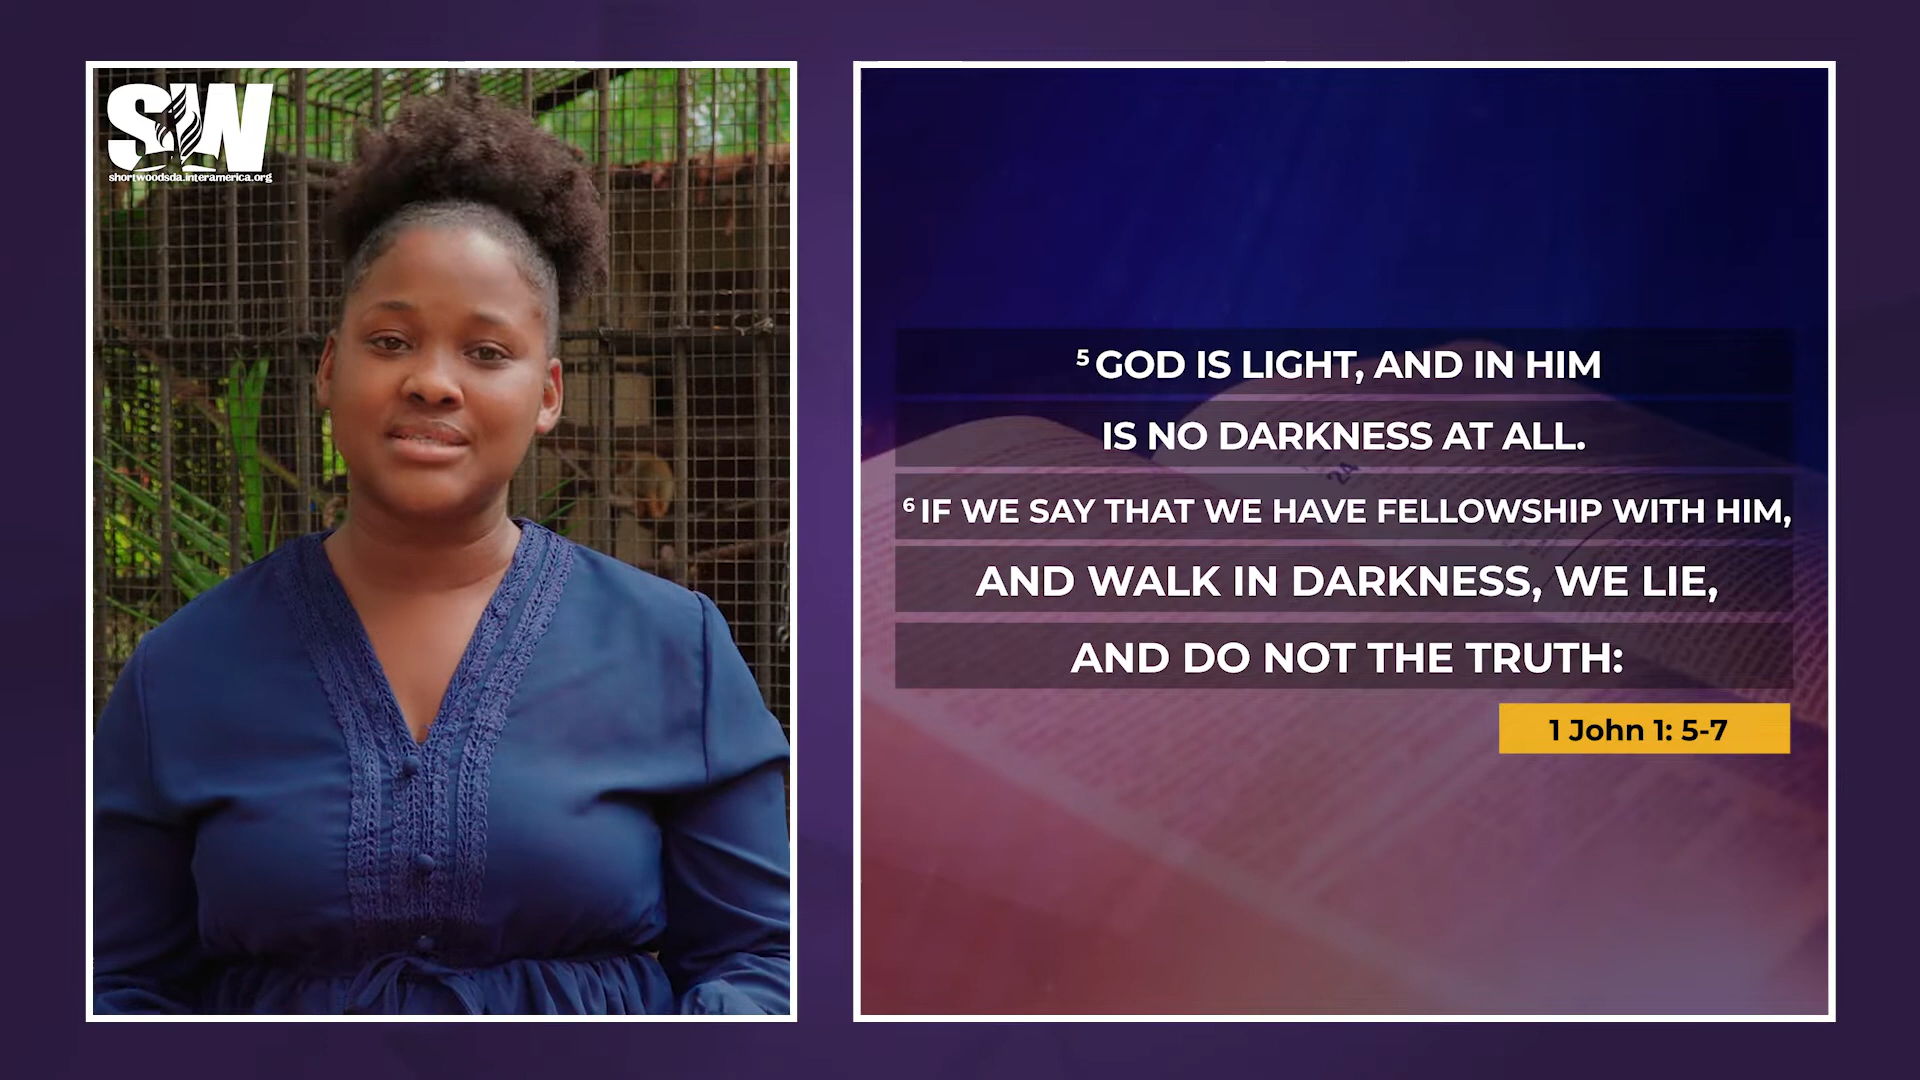 SW
shortwoodsda.interamerica.org
5 GOD IS LIGHT, AND IN HIM
IS NO DARKNESS AT ALL.
24
6 IF WE SAY THAT WE HAVE FELLOWSHIP WITH HIM,
AND WALK IN DARKNESS, WE LIE,
AND DO NOT THE TRUTH:
1 John 1: 5-7